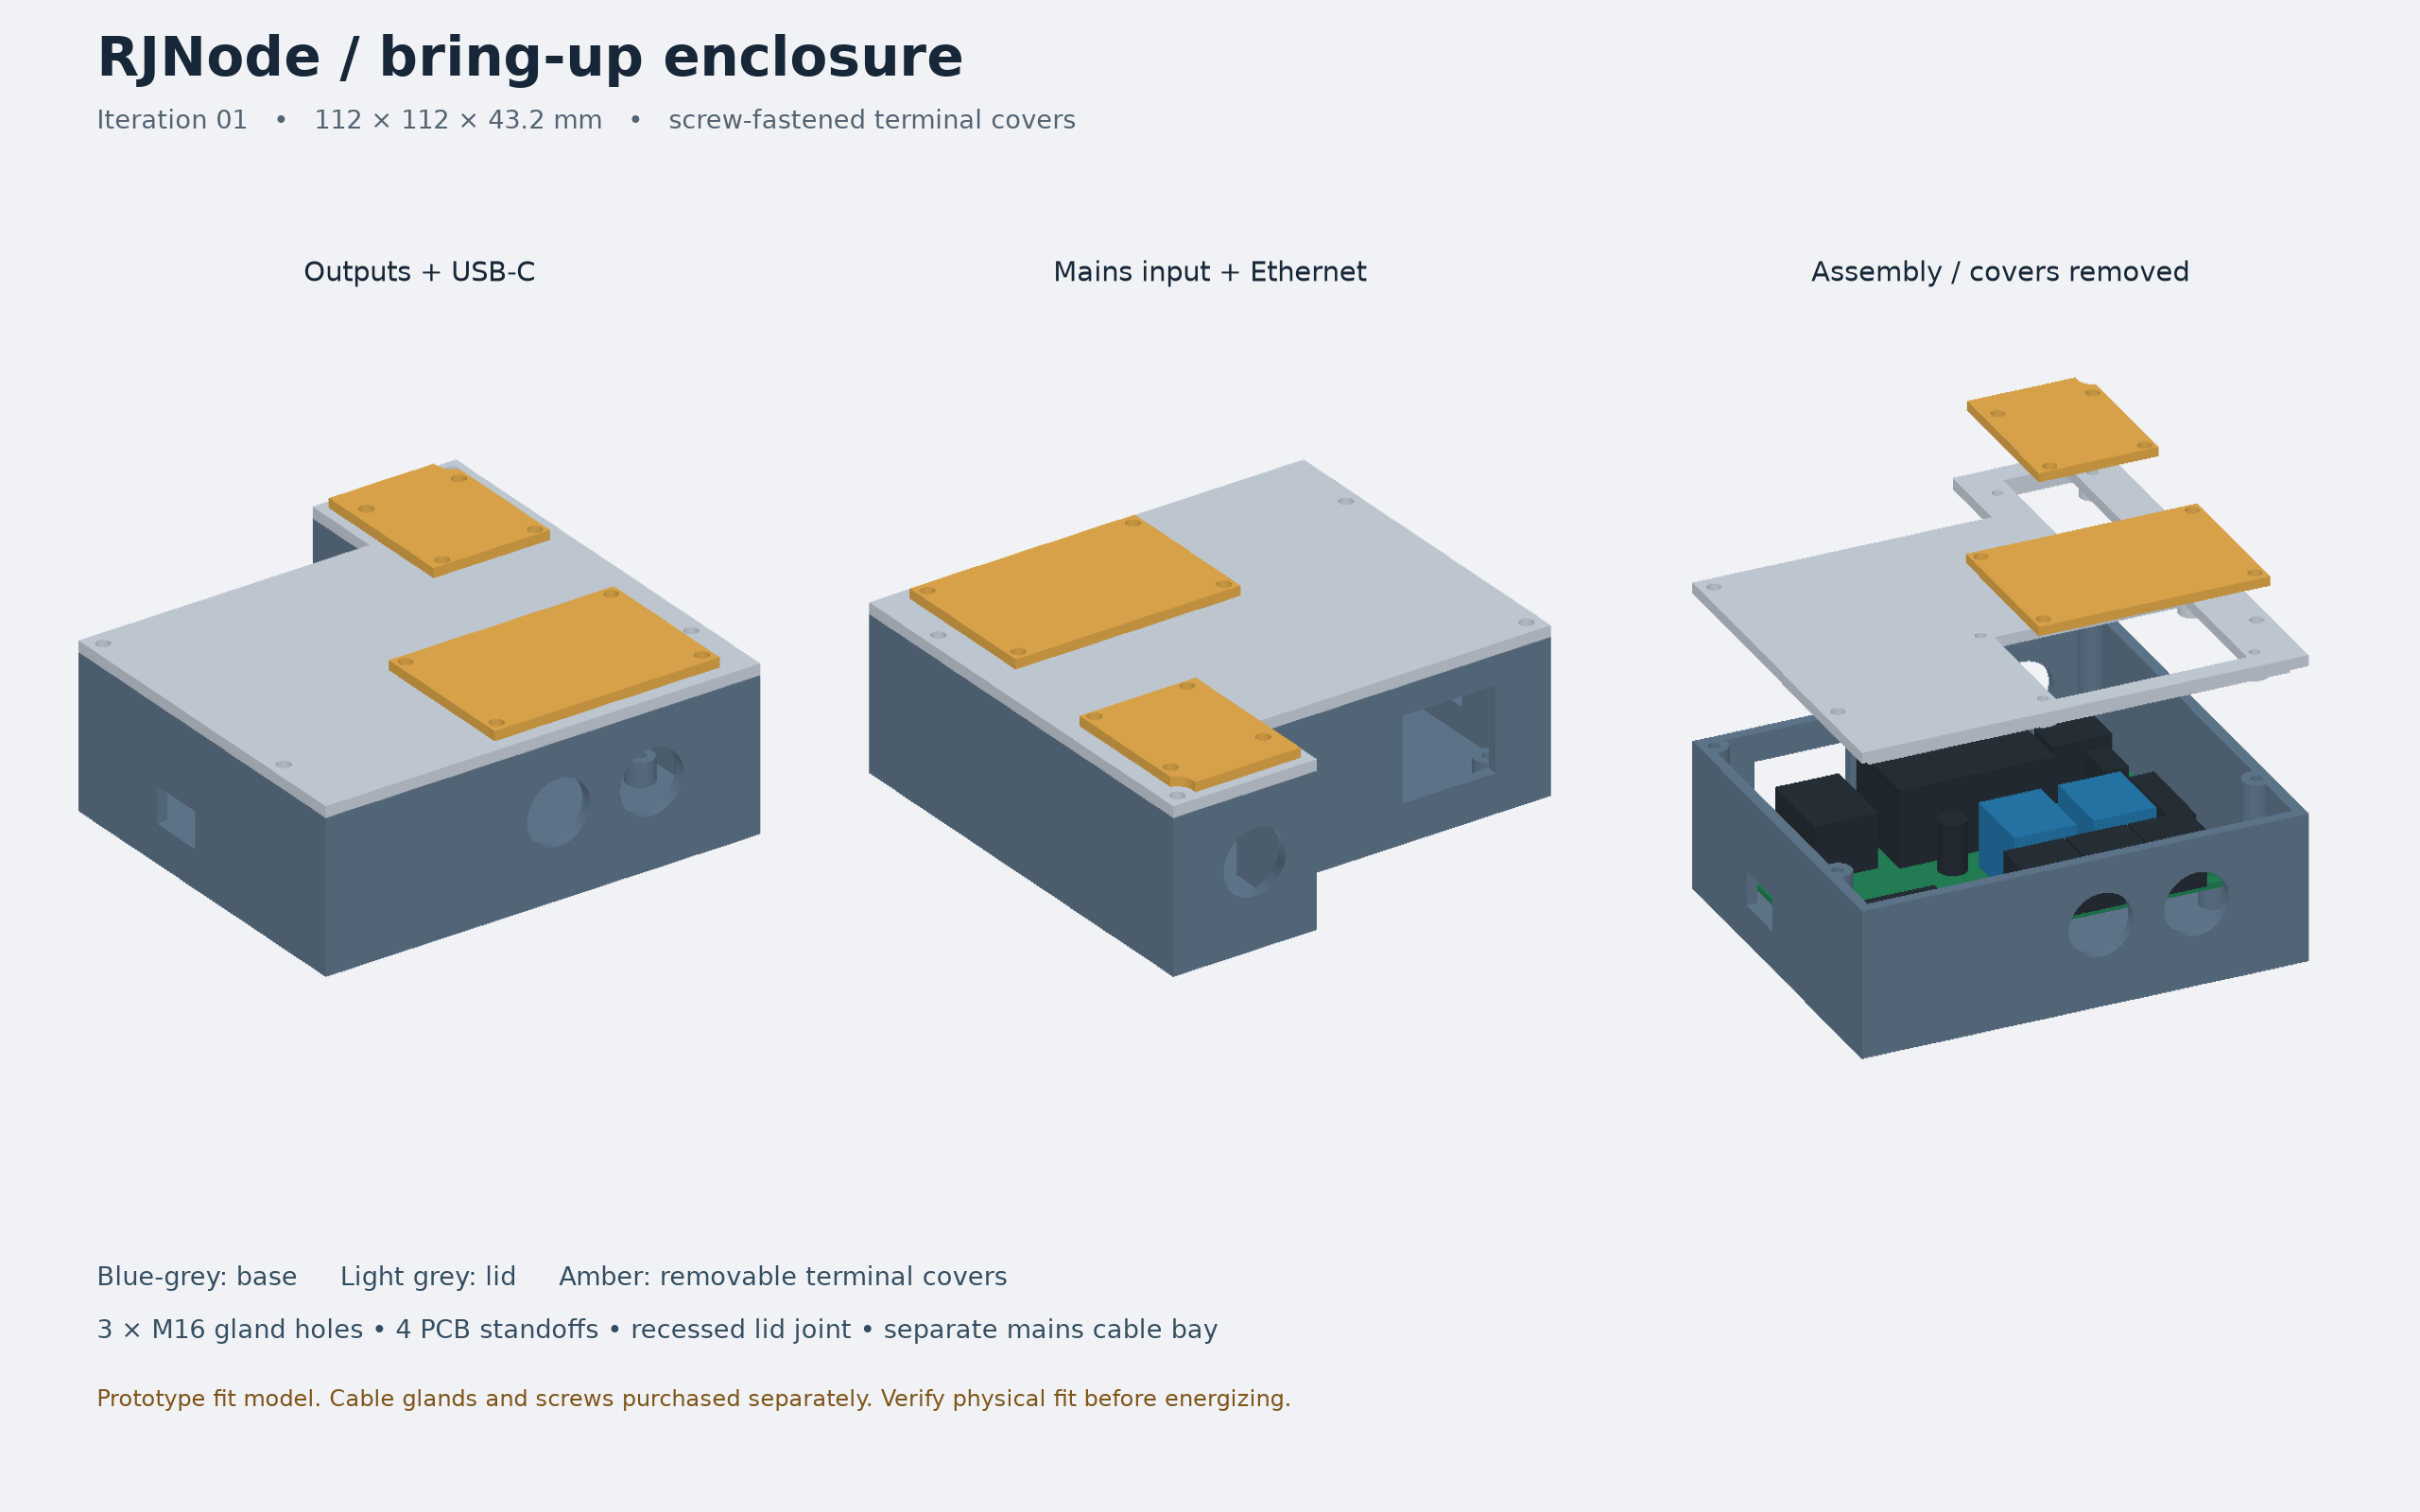 RJNode / bring-up enclosure
Iteration 01 • 112 × 112 × 43.2 mm • screw-fastened terminal covers
Outputs + USB-C
Mains input + Ethernet
Assembly / covers removed
Blue-grey: base Light grey: lid Amber: removable terminal covers
3 × M16 gland holes • 4 PCB standoffs • recessed lid joint • separate mains cable bay
Prototype fit model. Cable glands and screws purchased separately. Verify physical fit before energizing.